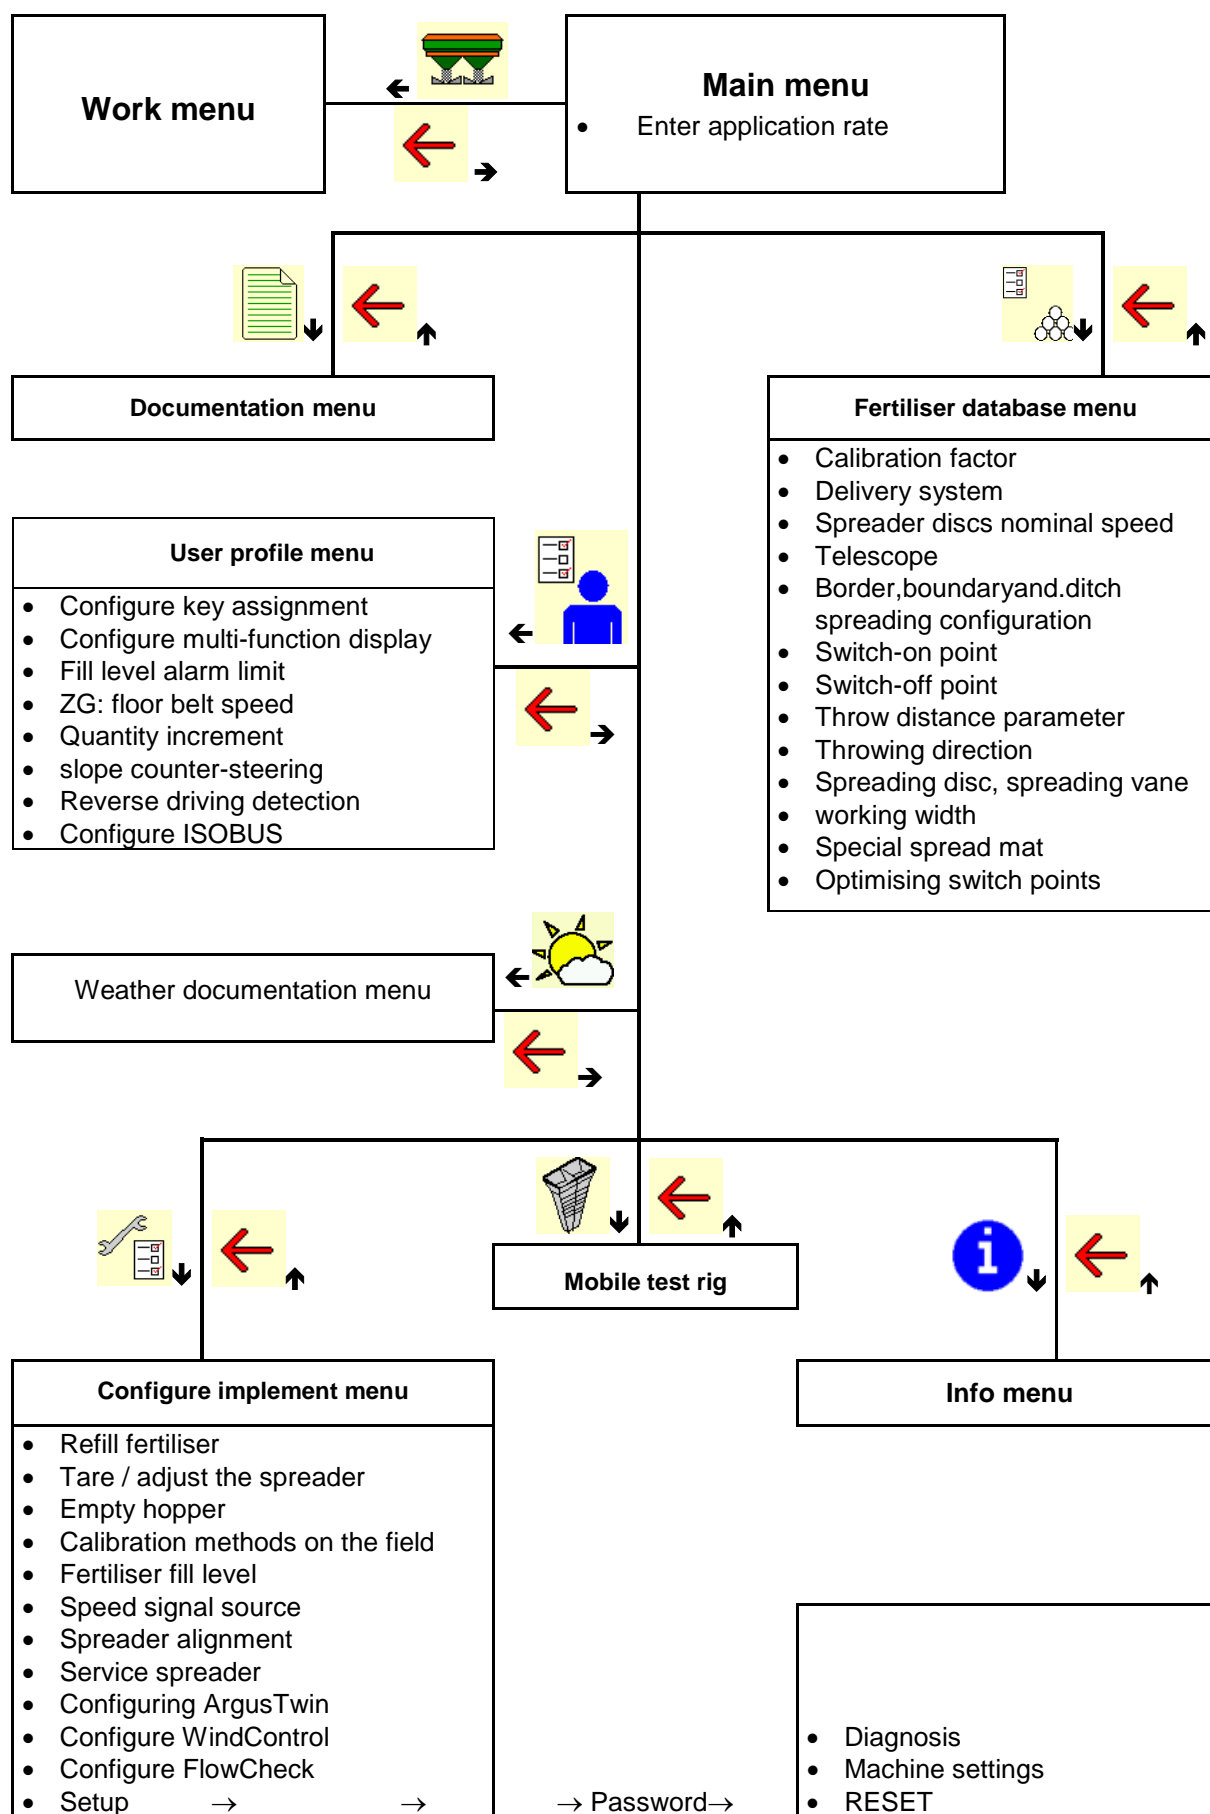 Work menu
Main menu
• Enter application rate
Documentation menu
Fertiliser database menu
• Calibration factor
• Delivery system
• Spreader discs nominal speed
• Telescope
• Border,boundaryand.ditch
spreading configuration
• Switch-on point
• Switch-off point
• Throw distance parameter
• Throwing direction
• Spreading disc, spreading vane
• working width
• Special spread mat
• Optimising switch points
User profile menu
• Configure key assignment
• Configure multi-function display
• Fill level alarm limit
• ZG: floor belt speed
• Quantity increment
• slope counter-steering
• Reverse driving detection
• Configure ISOBUS
Weather documentation menu
Mobile test rig
Configure implement menu
• Refill fertiliser
• Tare / adjust the spreader
• Empty hopper
• Calibration methods on the field
• Fertiliser fill level
• Speed signal source
• Spreader alignment
• Service spreader
• Configuring ArgusTwin
• Configure WindControl
• Configure FlowCheck
• Setup → → → Password→
Info menu
• Diagnosis
• Machine settings
• RESET